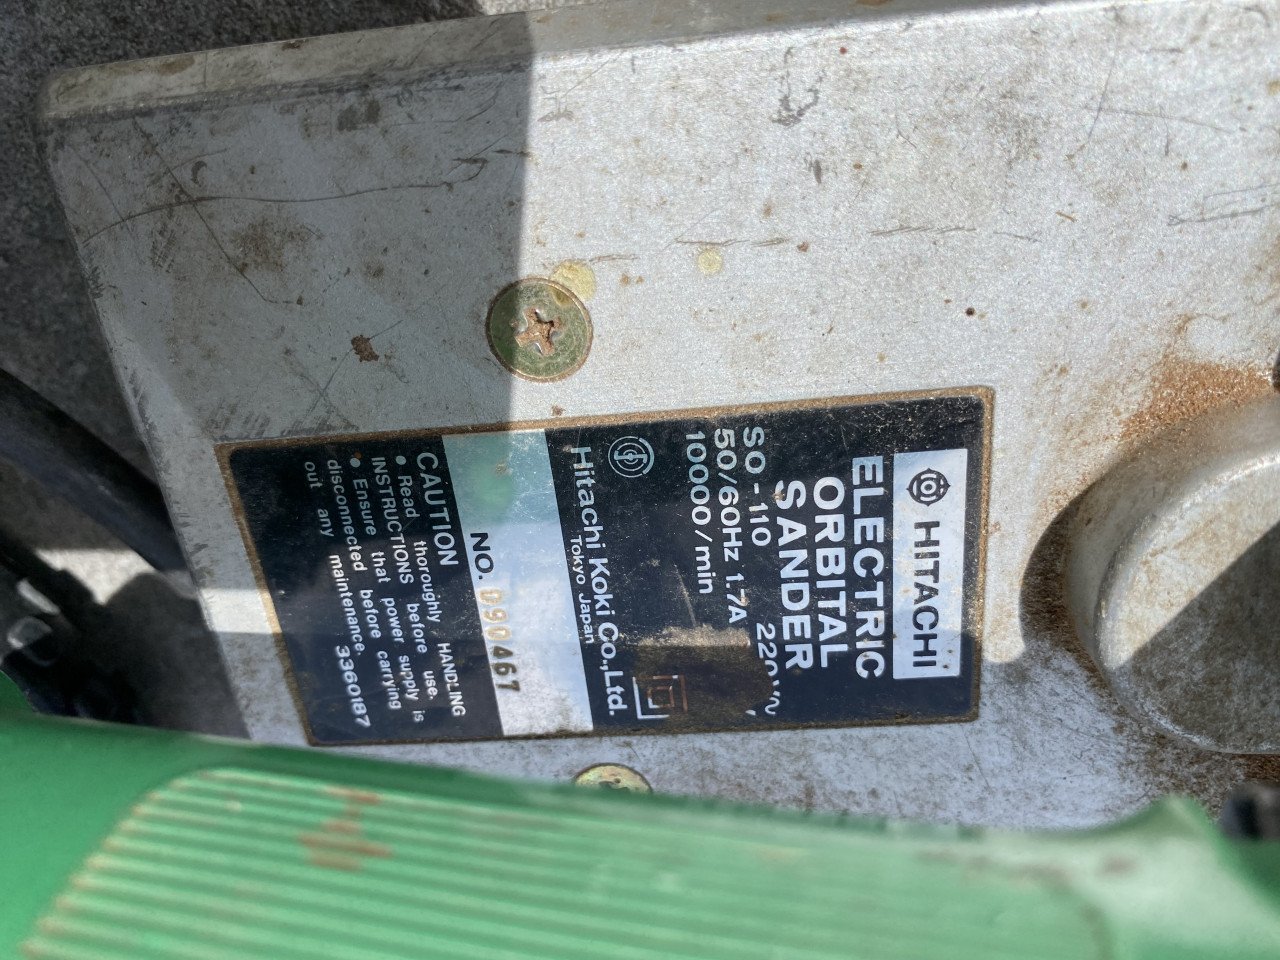 HITACHI
ELECTRIC
ORBITAL
SANDER
SO-110 220V~
50/60Hz 1.7A
10000/min
Hitachi Koki Co.,Ltd.
Tokyo Japan
NO. 090467
CAUTION
• Read thoroughly HANDLING
INSTRUCTIONS before use.
• Ensure that power supply is
disconnected before carrying
out any maintenance. 3360187